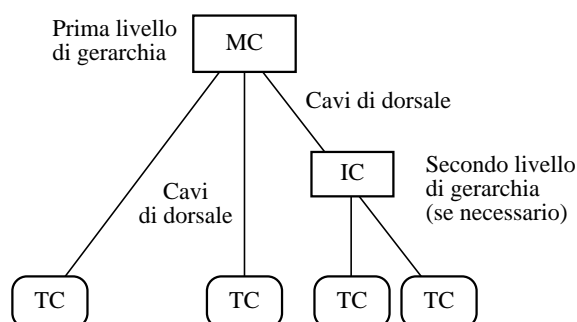 Prima livello
di gerarchia
MC
Cavi di dorsale
IC
Secondo livello
di gerarchia
(se necessario)
Cavi
di dorsale
TC
TC
TC
TC